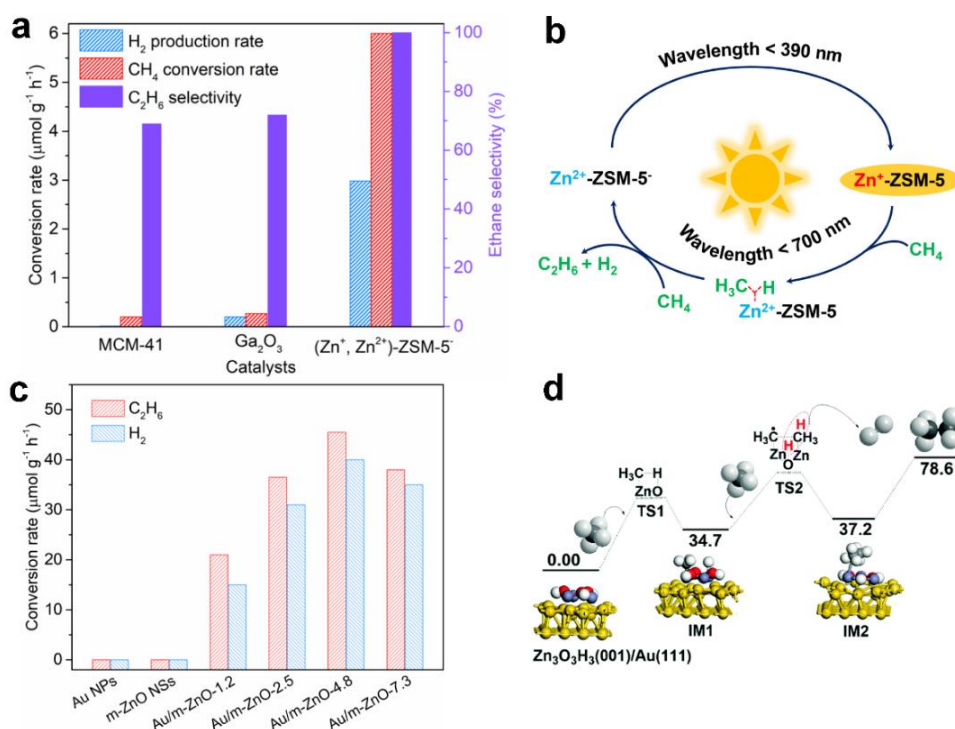 a
H₂ production rate
CH₄ conversion rate
C₂H₆ selectivity
Conversion rate (μmol g⁻¹ h⁻¹)
6
5
4
3
2
1
0
100
80
60
40
20
0
Ethane selectivity (%)
MCM-41
Ga₂O₃
(Zn⁺, Zn²⁺)-ZSM-5⁻
Catalysts
b
Wavelength < 390 nm
Zn²⁺-ZSM-5⁻
Zn⁺-ZSM-5
Wavelength < 700 nm
C₂H₆ + H₂
CH₄
CH₄
H₃C H
Zn²⁺-ZSM-5
c
C₂H₆
H₂
Conversion rate (μmol g⁻¹ h⁻¹)
50
40
30
20
10
0
Au NPs
m-ZnO NSs
Au/m-ZnO-1.2
Au/m-ZnO-2.5
Au/m-ZnO-4.8
Au/m-ZnO-7.3
d
H₃C H
ZnO
TS1
H
H₃C CH₃
H
Zn Zn
O
TS2
0.00
34.7
37.2
78.6
IM1
IM2
Zn₃O₃H₃(001)/Au(111)